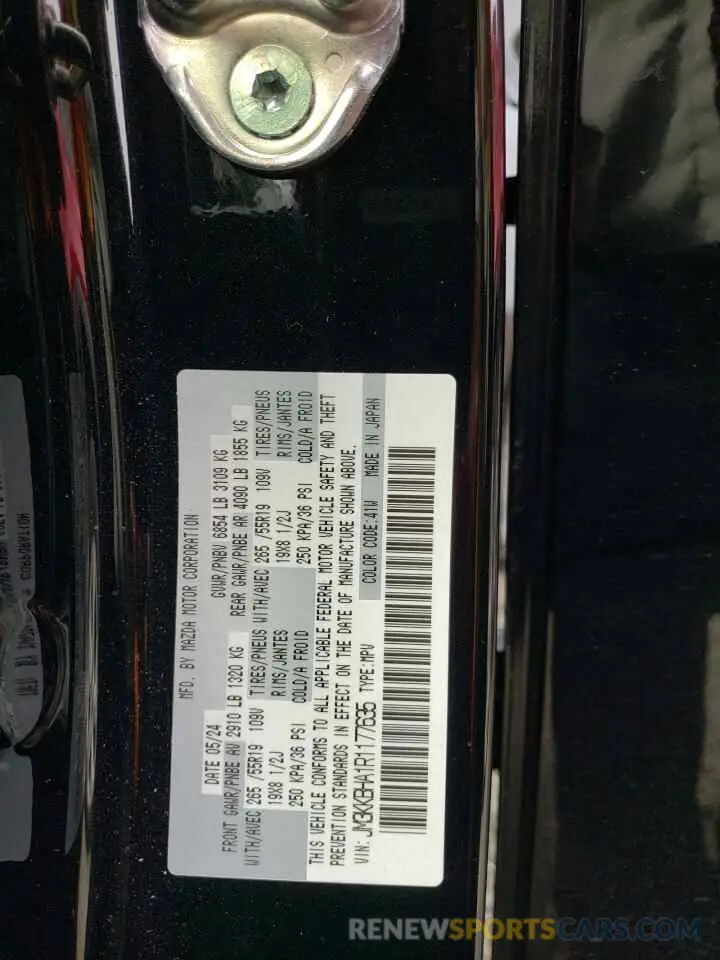 MFD. BY MAZDA MOTOR CORPORATION
DATE 05/24 GVWR/PNBV 6854 LB 3109 KG
FRONT GAWR/PNBE AV 2910 LB 1320 KG REAR GAWR/PNBE AR 4090 LB 1855 KG
WITH/AVEC 265 /55R19 109V TIRES/PNEUS WITH/AVEC 265 /55R19 109V TIRES/PNEUS
19X8 1/2J RIMS/JANTES 19X8 1/2J RIMS/JANTES
250 KPA/36 PSI COLD/A FROID 250 KPA/36 PSI COLD/A FROID
THIS VEHICLE CONFORMS TO ALL APPLICABLE FEDERAL MOTOR VEHICLE SAFETY AND THEFT
PREVENTION STANDARDS IN EFFECT ON THE DATE OF MANUFACTURE SHOWN ABOVE.
VIN: JM3KKBHA1R1177635 TYPE:MPV COLOR CODE:41W MADE IN JAPAN
RENEWSPORTSCARS.COM